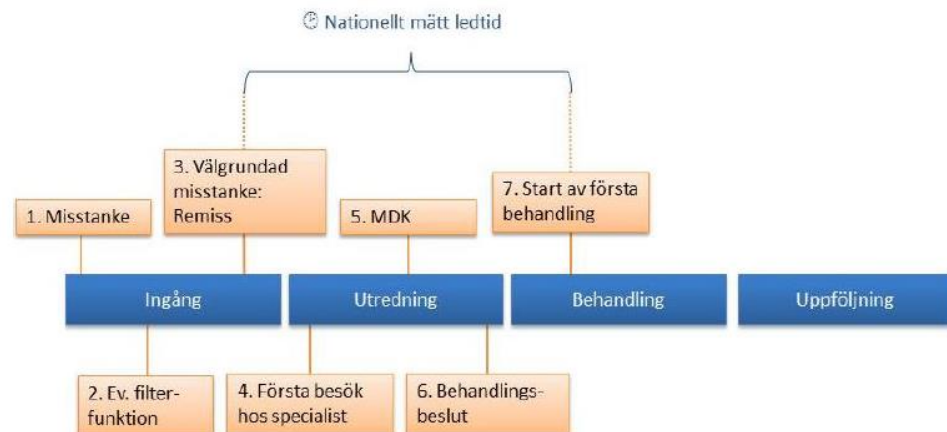 Nationellt mätt ledtid
3. Välgrundad
misstanke:
Remiss
7. Start av första
behandling
1. Misstanke
5. MDK
Ingång
Utredning
Behandling
Uppföljning
2. Ev. filter-
funktion
4. Första besök
hos specialist
6. Behandlings-
beslut